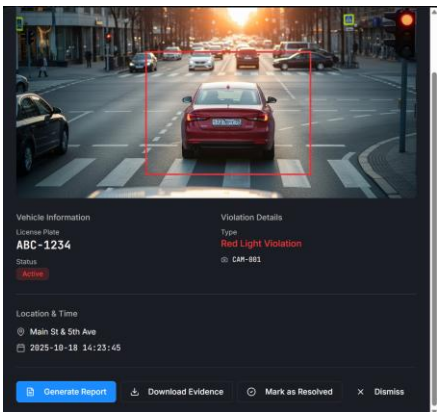 Vehicle Information
Violation Details
License Plate
Type
ABC-1234
Red Light Violation
Status
CAM-001
Active
Location & Time
Main St & 5th Ave
2025-10-18 14:23:45
Generate Report
Download Evidence
Mark as Resolved
Dismiss